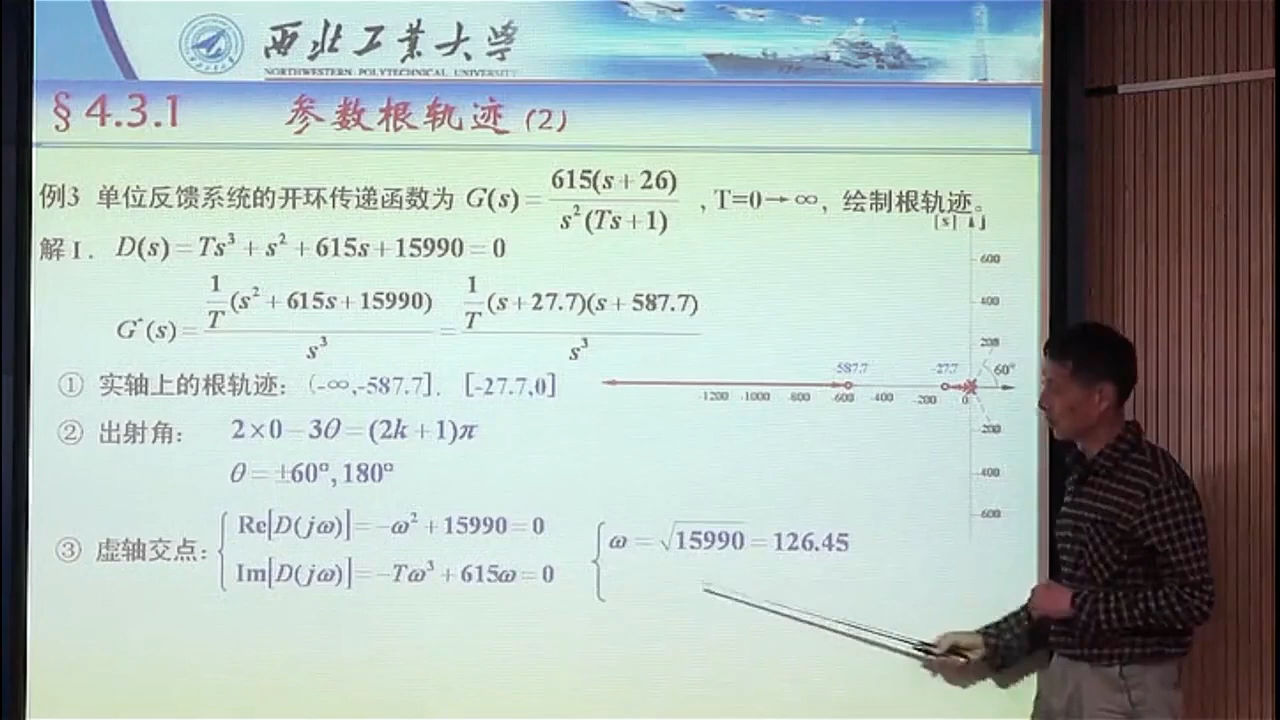 西北工业大学
NORTHWESTERN POLYTECHNICAL UNIVERSITY
§4.3.1 参数根轨迹(2)
例3 单位反馈系统的开环传递函数为 G(s)=615(s+26)/s²(Ts+1) ,T=0→∞, 绘制根轨迹。
解I. D(s)=Ts³+s²+615s+15990=0
G*(s)=1/T(s²+615s+15990)/s³=1/T(s+27.7)(s+587.7)/s³
① 实轴上的根轨迹: (-∞,-587.7]. [-27.7,0]
② 出射角: 2×0-3θ=(2k+1)π
θ=±60°,180°
③ 虚轴交点: Re[D(jω)]=-ω²+15990=0
Im[D(jω)]=-Tω³+615ω=0
ω=√15990=126.45
[s] j
600
400
200
587.7 -27.7 60°
-1200 -1000 -800 -600 -400 -200 0
-200
-400
-600